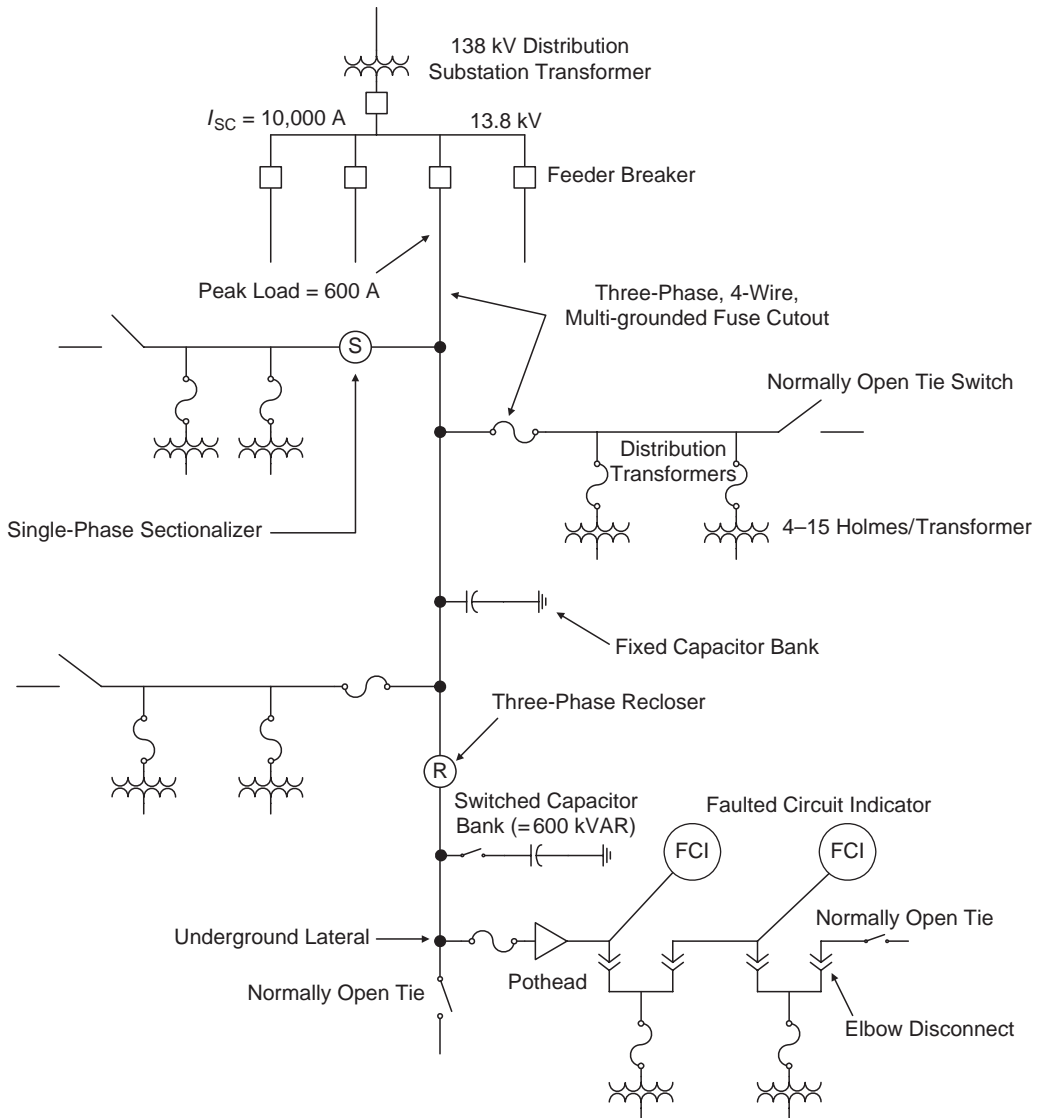 138 kV Distribution
Substation Transformer
I_SC = 10,000 A
13.8 kV
Feeder Breaker
Peak Load = 600 A
Three-Phase, 4-Wire,
Multi-grounded Fuse Cutout
S
Normally Open Tie Switch
Distribution
Transformers
Single-Phase Sectionalizer
4–15 Holmes/Transformer
Fixed Capacitor Bank
Three-Phase Recloser
R
Switched Capacitor
Bank (=600 kVAR)
Faulted Circuit Indicator
FCI
FCI
Normally Open Tie
Underground Lateral
Pothead
Normally Open Tie
Elbow Disconnect